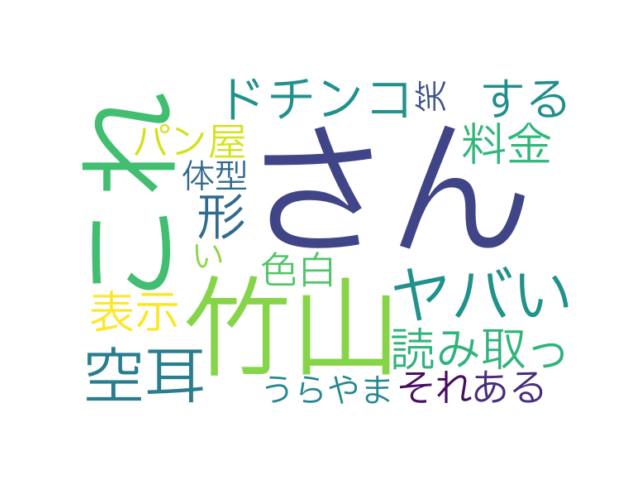 ドチンコ
笑
する
これ
パン屋
さん
料金
体型
形
い
色白
竹山
ヤバい
表示
空耳
読み取っ
うらやま
それある